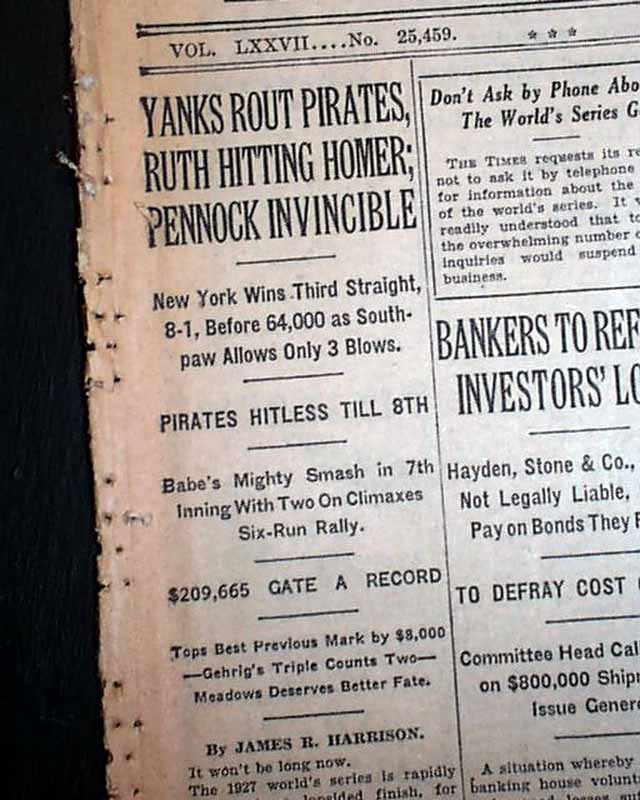 VOL. LXXVII....No. 25,459.
* * *
YANKS ROUT PIRATES,
RUTH HITTING HOMER;
PENNOCK INVINCIBLE
New York Wins Third Straight,
8-1, Before 64,000 as South-
paw Allows Only 3 Blows.
PIRATES HITLESS TILL 8TH
Babe's Mighty Smash in 7th
Inning With Two On Climaxes
Six-Run Rally.
$209,665 GATE A RECORD
Tops Best Previous Mark by $8,000
—Gehrig's Triple Counts Two—
Meadows Deserves Better Fate.
By JAMES R. HARRISON.
It won't be long now.
The 1927 world's series is rapidly
lopsided finish, for
Don't Ask by Phone Abo
The World's Series G
THE TIMES requests its re
not to ask it by telephone
for information about the
of the world's series. It
readily understood that to
the overwhelming number
inquiries would suspend
business.
BANKERS TO REF
INVESTORS' LO
Hayden, Stone & Co.,
Not Legally Liable,
Pay on Bonds They
TO DEFRAY COST
Committee Head Cal
on $800,000 Ship
Issue Gener
A situation whereby
banking house volunt